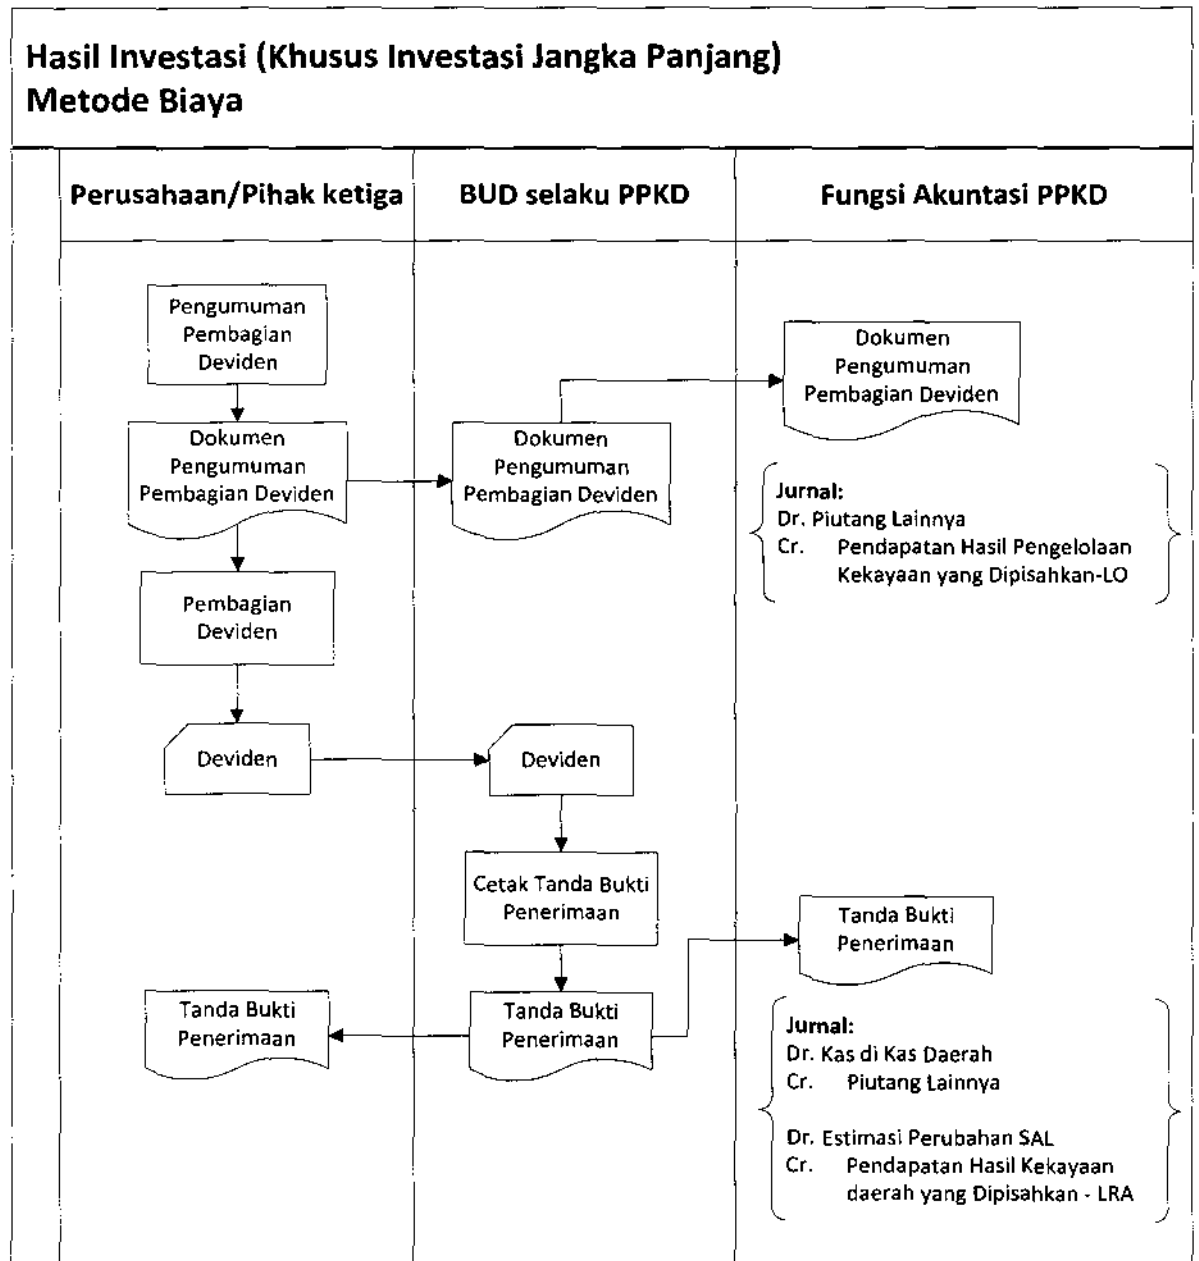 Hasil Investasi (Khusus Investasi Jangka Panjang)
Metode Biaya
Perusahaan/Pihak ketiga
BUD selaku PPKD
Fungsi Akuntasi PPKD
Pengumuman
Pembagian
Deviden
Dokumen
Pengumuman
Pembagian Deviden
Dokumen
Pengumuman
Pembagian Deviden
Dokumen
Pengumuman
Pembagian Deviden
Jurnal:
Dr. Piutang Lainnya
Cr. Pendapatan Hasil Pengelolaan
Kekayaan yang Dipisahkan-LO
Pembagian
Deviden
Deviden
Deviden
Cetak Tanda Bukti
Penerimaan
Tanda Bukti
Penerimaan
Tanda Bukti
Penerimaan
Tanda Bukti
Penerimaan
Jurnal:
Dr. Kas di Kas Daerah
Cr. Piutang Lainnya
Dr. Estimasi Perubahan SAL
Cr. Pendapatan Hasil Kekayaan
daerah yang Dipisahkan - LRA